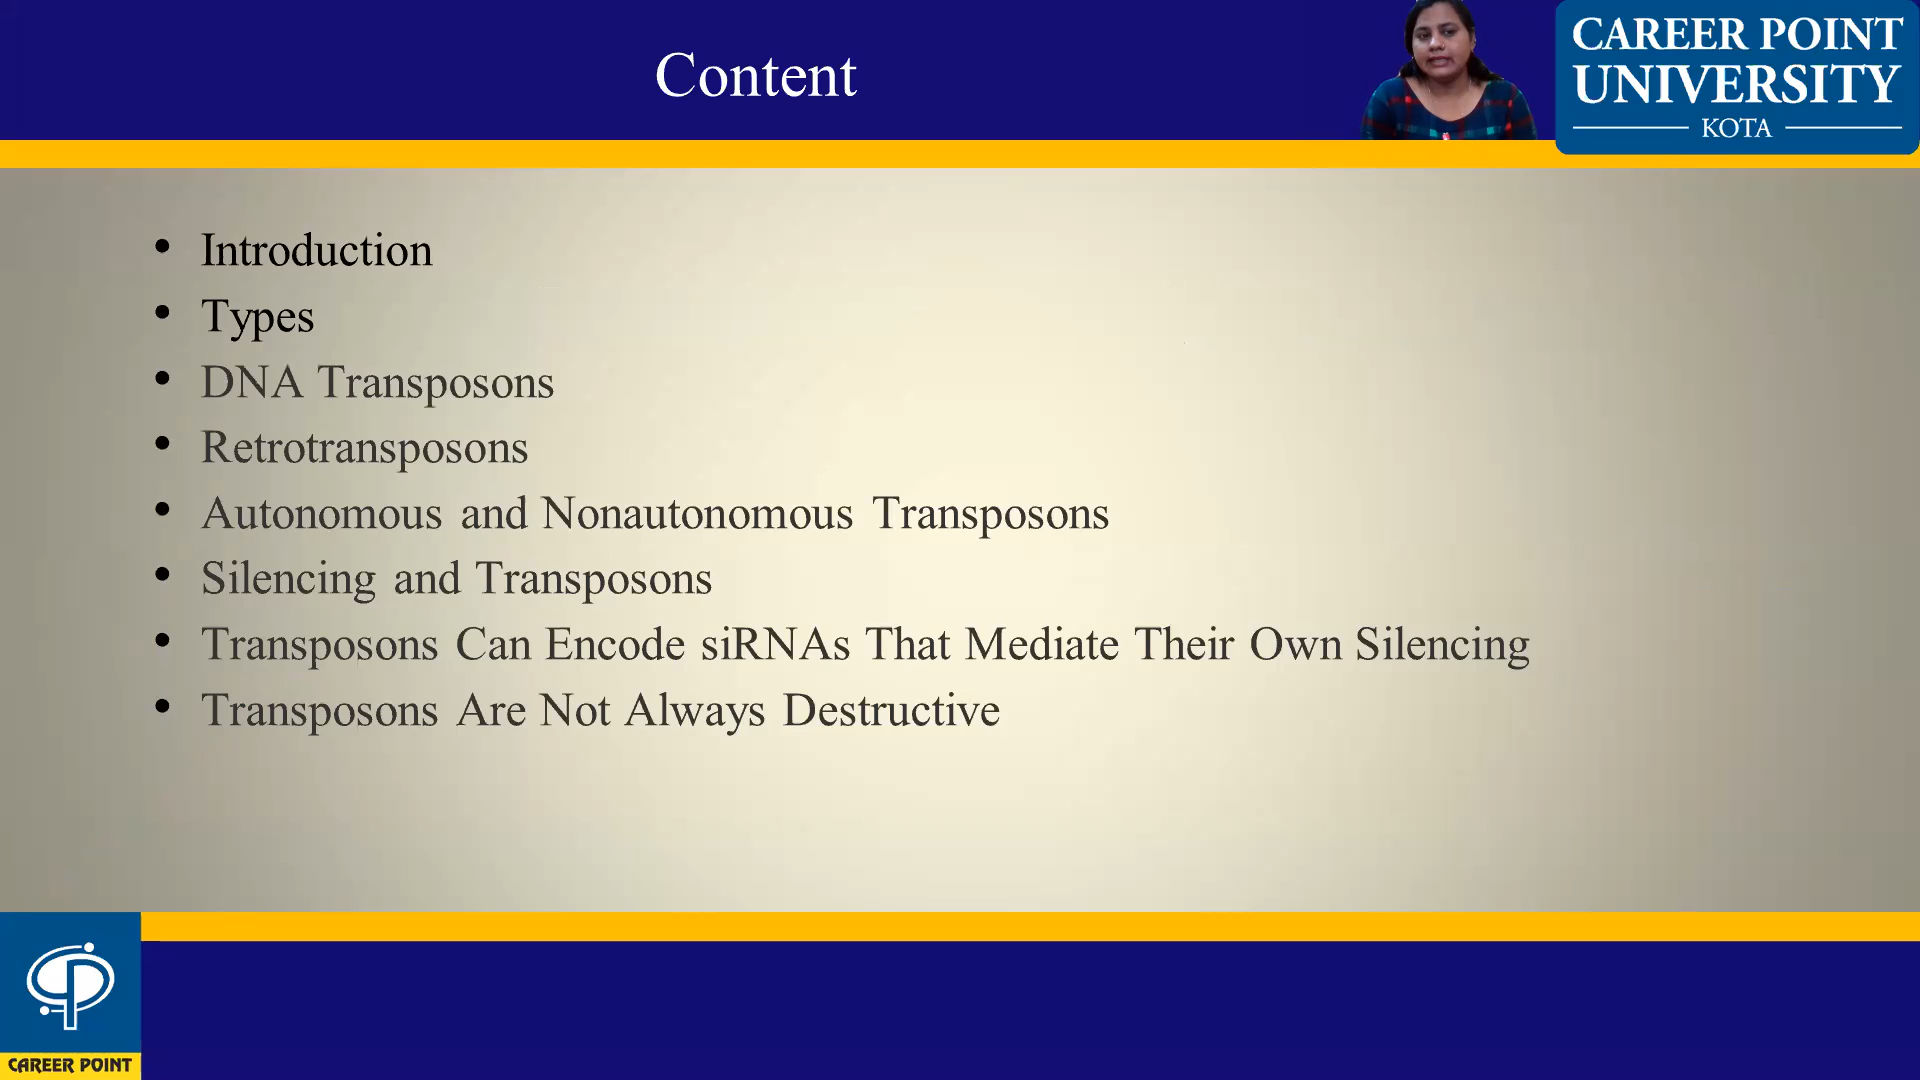 Content
CAREER POINT
UNIVERSITY
KOTA
• Introduction
• Types
• DNA Transposons
• Retrotransposons
• Autonomous and Nonautonomous Transposons
• Silencing and Transposons
• Transposons Can Encode siRNAs That Mediate Their Own Silencing
• Transposons Are Not Always Destructive
CAREER POINT